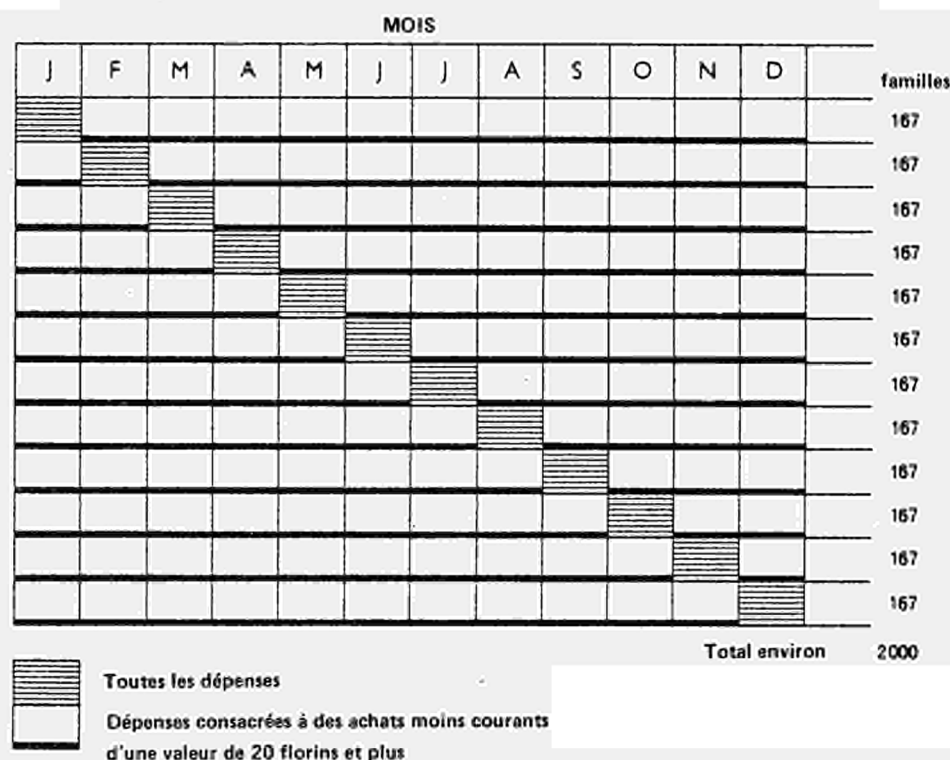 MOIS
J F M A M J J A S O N D
familles
167
167
167
167
167
167
167
167
167
167
167
167
Total environ 2000
Toutes les dépenses
Dépenses consacrées à des achats moins courants
d'une valeur de 20 florins et plus